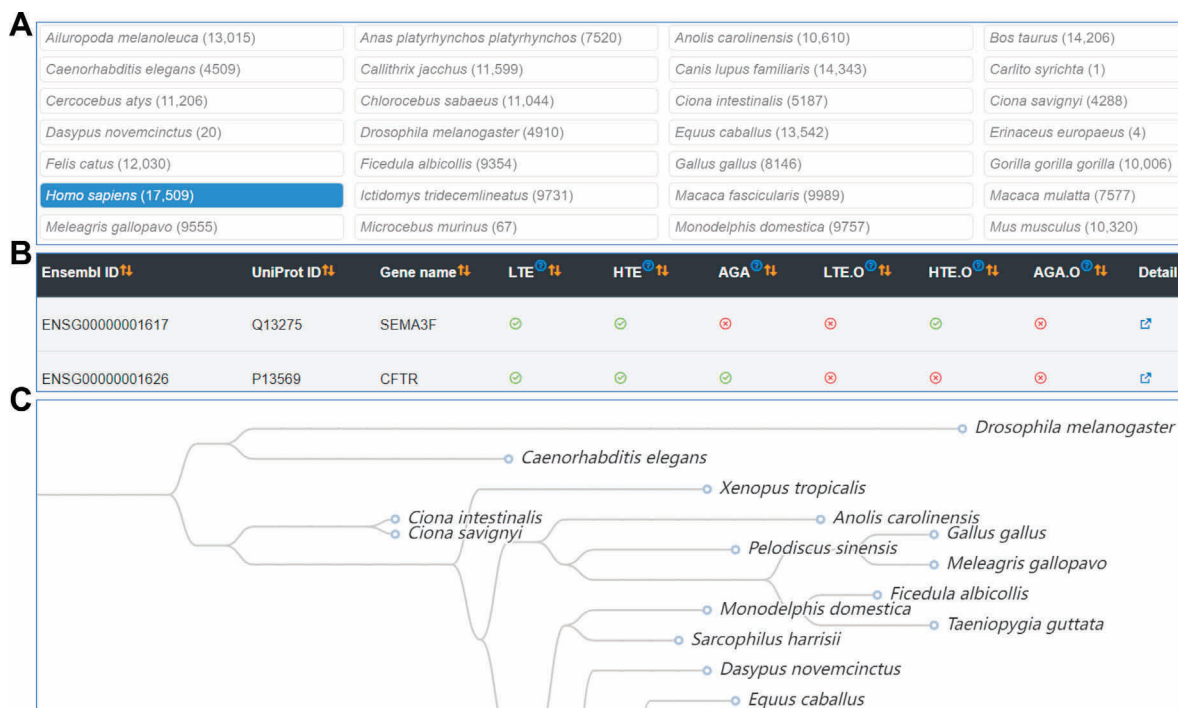 A
Ailuropoda melanoleuca (13,015) Anas platyrhynchos platyrhynchos (7520) Anolis carolinensis (10,610) Bos taurus (14,206)
Caenorhabditis elegans (4509) Callithrix jacchus (11,599) Canis lupus familiaris (14,343) Carlito syrichta (1)
Cercocebus atys (11,206) Chlorocebus sabaeus (11,044) Ciona intestinalis (5187) Ciona savignyi (4288)
Dasypus novemcinctus (20) Drosophila melanogaster (4910) Equus caballus (13,542) Erinaceus europaeus (4)
Felis catus (12,030) Ficedula albicollis (9354) Gallus gallus (8146) Gorilla gorilla gorilla (10,006)
Homo sapiens (17,509) Ictidomys tridecemlineatus (9731) Macaca fascicularis (9989) Macaca mulatta (7577)
Meleagris gallopavo (9555) Microcebus murinus (67) Monodelphis domestica (9757) Mus musculus (10,320)
B
Ensembl ID UniProt ID Gene name LTE HTE AGA LTE.O HTE.O AGA.O Detail
ENSG00000001617 Q13275 SEMA3F
ENSG00000001626 P13569 CFTR
C
Drosophila melanogaster
Caenorhabditis elegans
Xenopus tropicalis
Ciona intestinalis Anolis carolinensis
Ciona savignyi Gallus gallus
Pelodiscus sinensis
Meleagris gallopavo
Ficedula albicollis
Monodelphis domestica
Taeniopygia guttata
Sarcophilus harrisii
Dasypus novemcinctus
Equus caballus